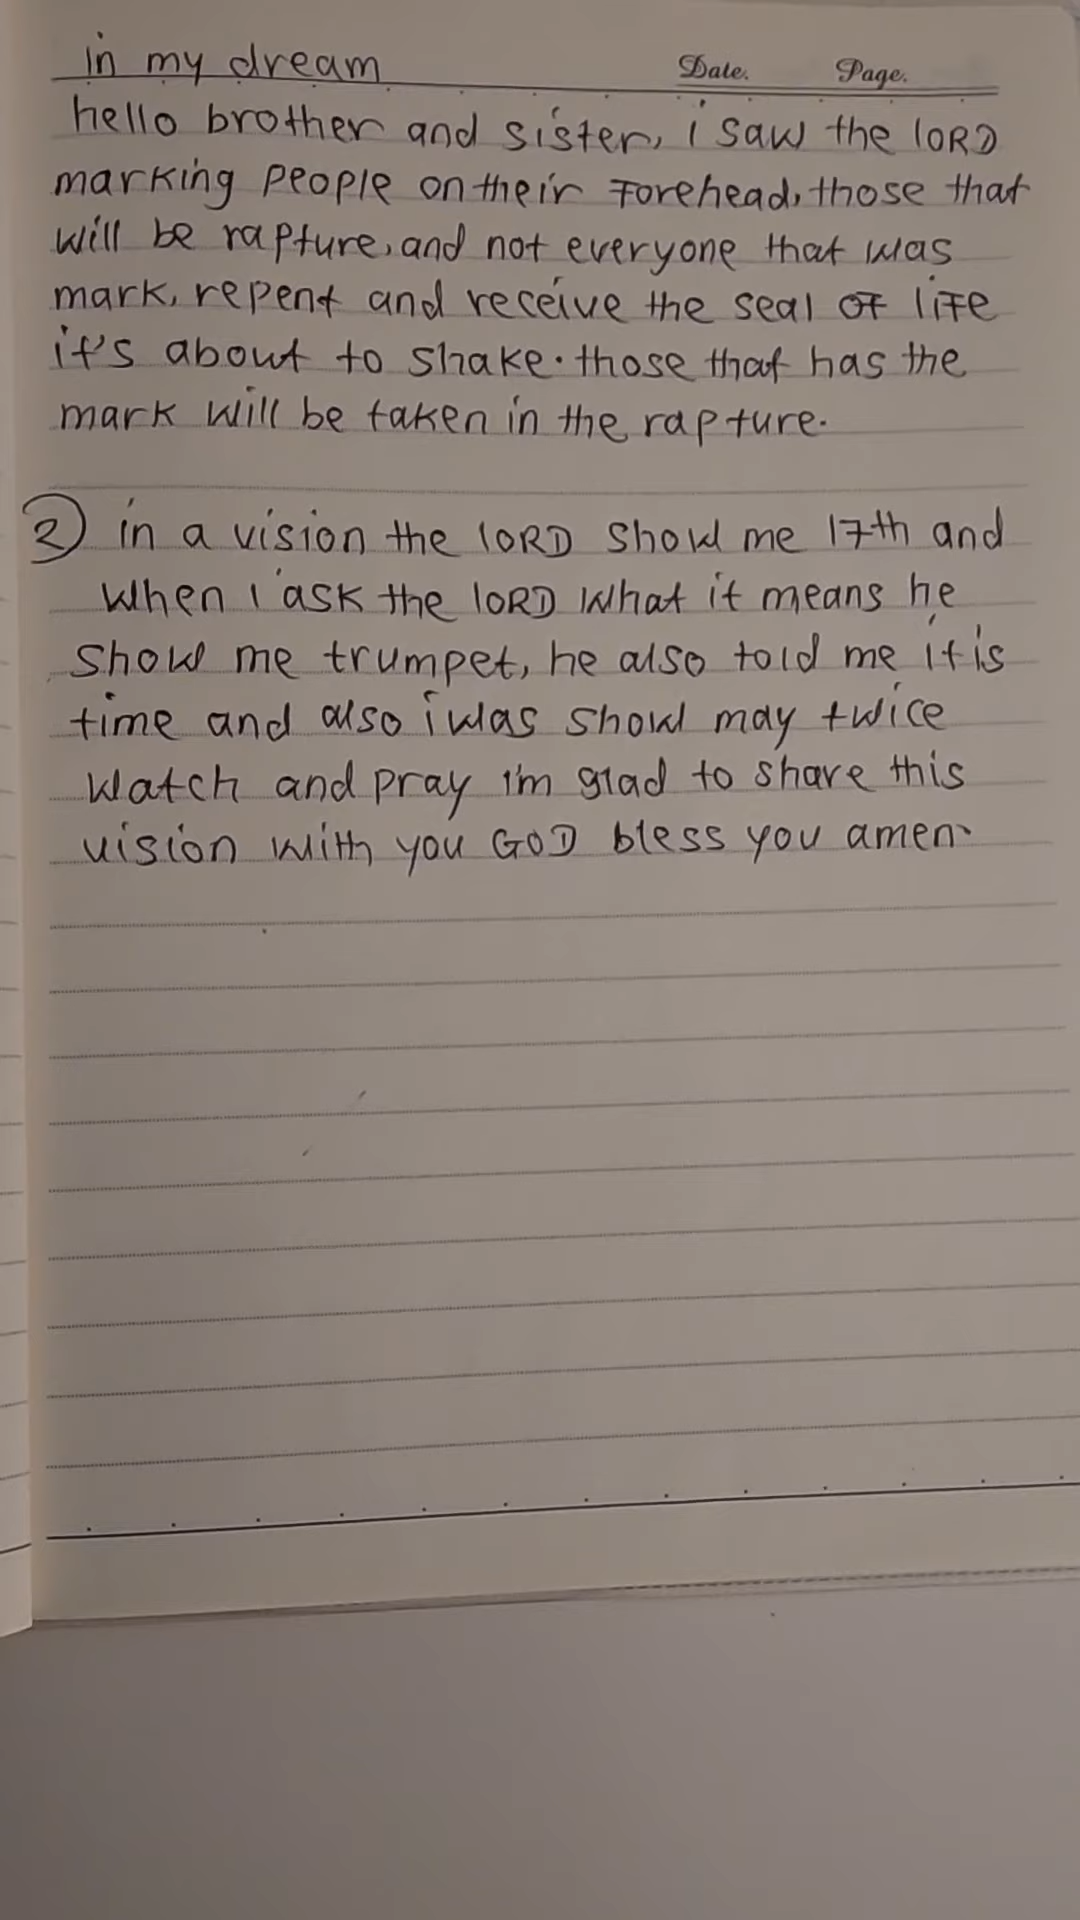 in my dream
Date. Page.
hello brother and sister, i saw the lORD
marking people on their Forehead, those that
will be rapture, and not everyone that was
mark, repent and receive the seal OF liFe
it's about to shake. those that has the
mark will be taken in the rapture.
2 in a vision the lORD show me 17th and
when i ask the lORD what it means he
show me trumpet, he also told me it is
time and also i was show may twice
watch and pray i'm glad to share this
vision with you GOD bless you amen.